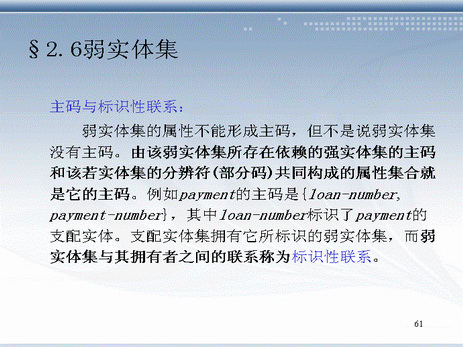 §2.6弱实体集
主码与标识性联系：
弱实体集的属性不能形成主码，但不是说弱实体集
没有主码。由该弱实体集所存在依赖的强实体集的主码
和该若实体集的分辨符(部分码)共同构成的属性集合就
是它的主码。例如payment的主码是{loan-number,
payment-number}，其中loan-number标识了payment的
支配实体。支配实体集拥有它所标识的弱实体集，而弱
实体集与其拥有者之间的联系称为标识性联系。
61